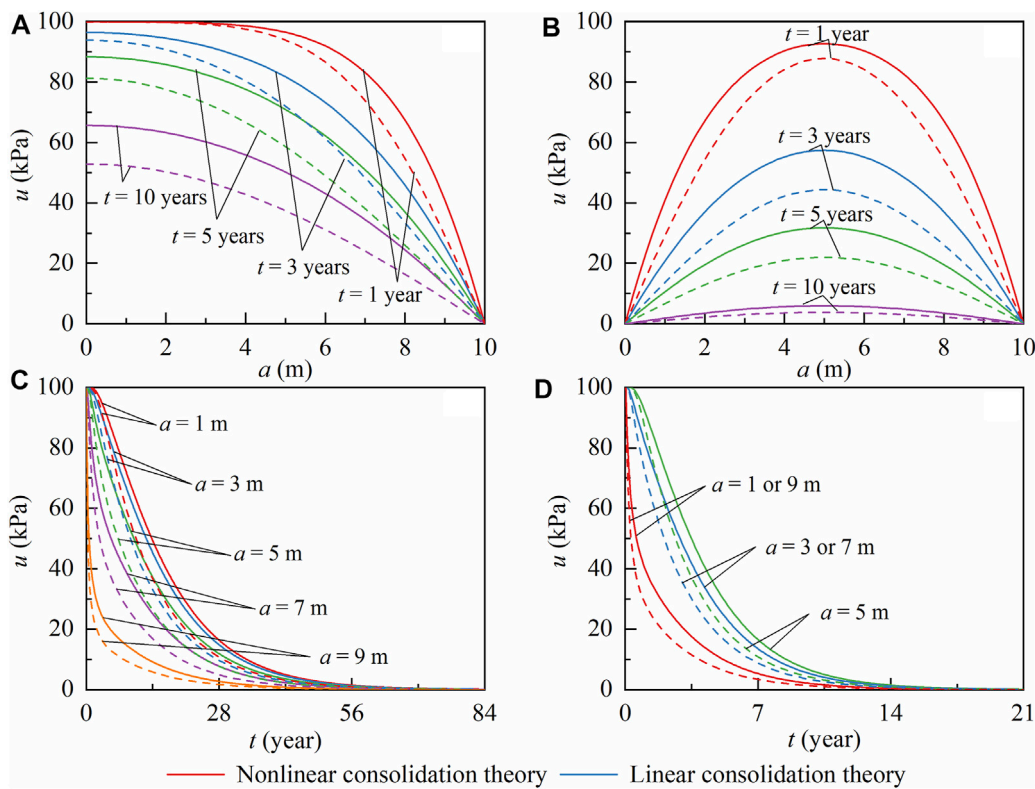 A
100
80
60
40
20
0
u (kPa)
t = 10 years
t = 5 years
t = 3 years
t = 1 year
0 2 4 6 8 10
a (m)
B
100
80
60
40
20
0
u (kPa)
t = 1 year
t = 3 years
t = 5 years
t = 10 years
0 2 4 6 8 10
a (m)
C
100
80
60
40
20
0
u (kPa)
a = 1 m
a = 3 m
a = 5 m
a = 7 m
a = 9 m
0 28 56 84
t (year)
D
100
80
60
40
20
0
u (kPa)
a = 1 or 9 m
a = 3 or 7 m
a = 5 m
0 7 14 21
t (year)
Nonlinear consolidation theory Linear consolidation theory